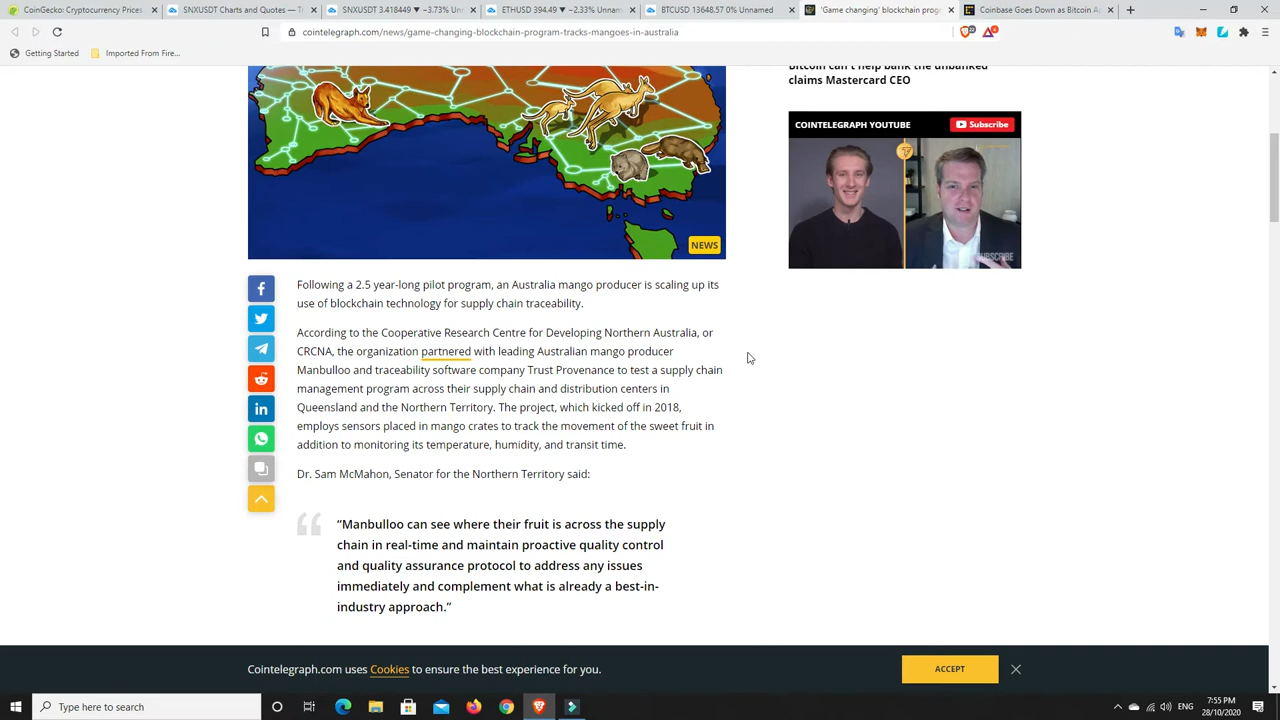 CoinGecko: Cryptocurrency Prices
SNXUSDT Charts and Quotes — T
SNXUSDT 3.418449 ▼ −3.73% Un
ETHUSD 394.49 ▼ −2.33% Unnam
BTCUSD 13648.57 0% Unnamed
'Game changing' blockchain prog
Coinbase Goes Down as Bitcoin A
cointelegraph.com/news/game-changing-blockchain-program-tracks-mangoes-in-australia
Getting Started
Imported From Fire...
Bitcoin can't help bank the unbanked
claims Mastercard CEO
COINTELEGRAPH YOUTUBE
Subscribe
SUBSCRIBE
NEWS
Following a 2.5 year-long pilot program, an Australia mango producer is scaling up its
use of blockchain technology for supply chain traceability.
According to the Cooperative Research Centre for Developing Northern Australia, or
CRCNA, the organization partnered with leading Australian mango producer
Manbulloo and traceability software company Trust Provenance to test a supply chain
management program across their supply chain and distribution centers in
Queensland and the Northern Territory. The project, which kicked off in 2018,
employs sensors placed in mango crates to track the movement of the sweet fruit in
addition to monitoring its temperature, humidity, and transit time.
Dr. Sam McMahon, Senator for the Northern Territory said:
“Manbulloo can see where their fruit is across the supply
chain in real-time and maintain proactive quality control
and quality assurance protocol to address any issues
immediately and complement what is already a best-in-
industry approach.”
Cointelegraph.com uses Cookies to ensure the best experience for you.
ACCEPT
Type here to search
ENG
7:55 PM
28/10/2020